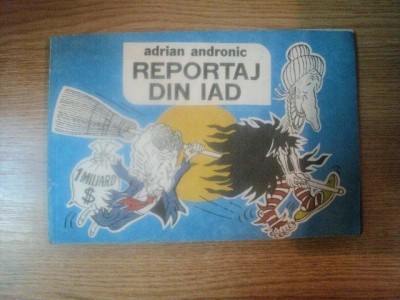 adrian andronic
REPORTAJ
DIN IAD
1 MILIARD
$